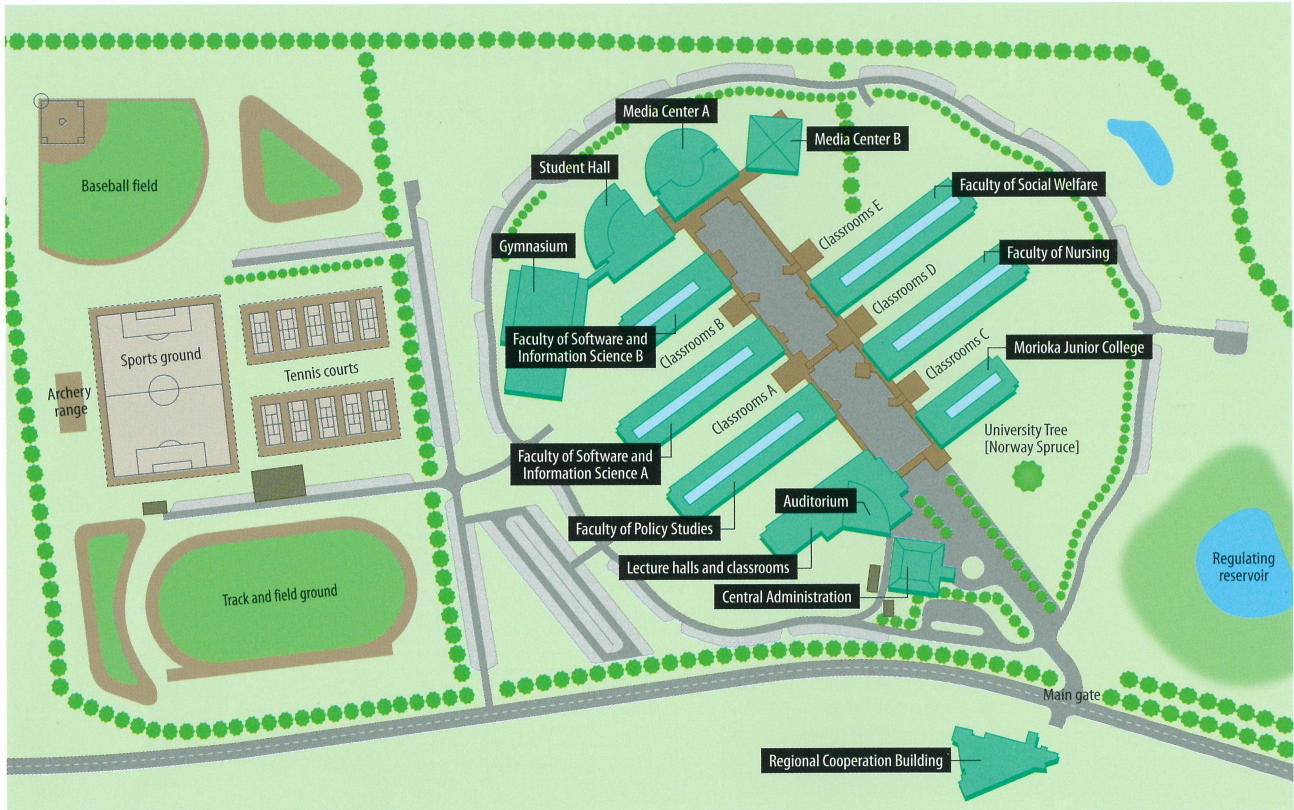 Media Center A
Media Center B
Student Hall
Faculty of Social Welfare
Baseball field
Classrooms E
Gymnasium
Faculty of Nursing
Classrooms D
Faculty of Software and
Information Science B
Classrooms B
Morioka Junior College
Sports ground
Tennis courts
Classrooms C
Archery
range
Classrooms A
University Tree
[Norway Spruce]
Faculty of Software and
Information Science A
Auditorium
Faculty of Policy Studies
Lecture halls and classrooms
Regulating
reservoir
Track and field ground
Central Administration
Main gate
Regional Cooperation Building